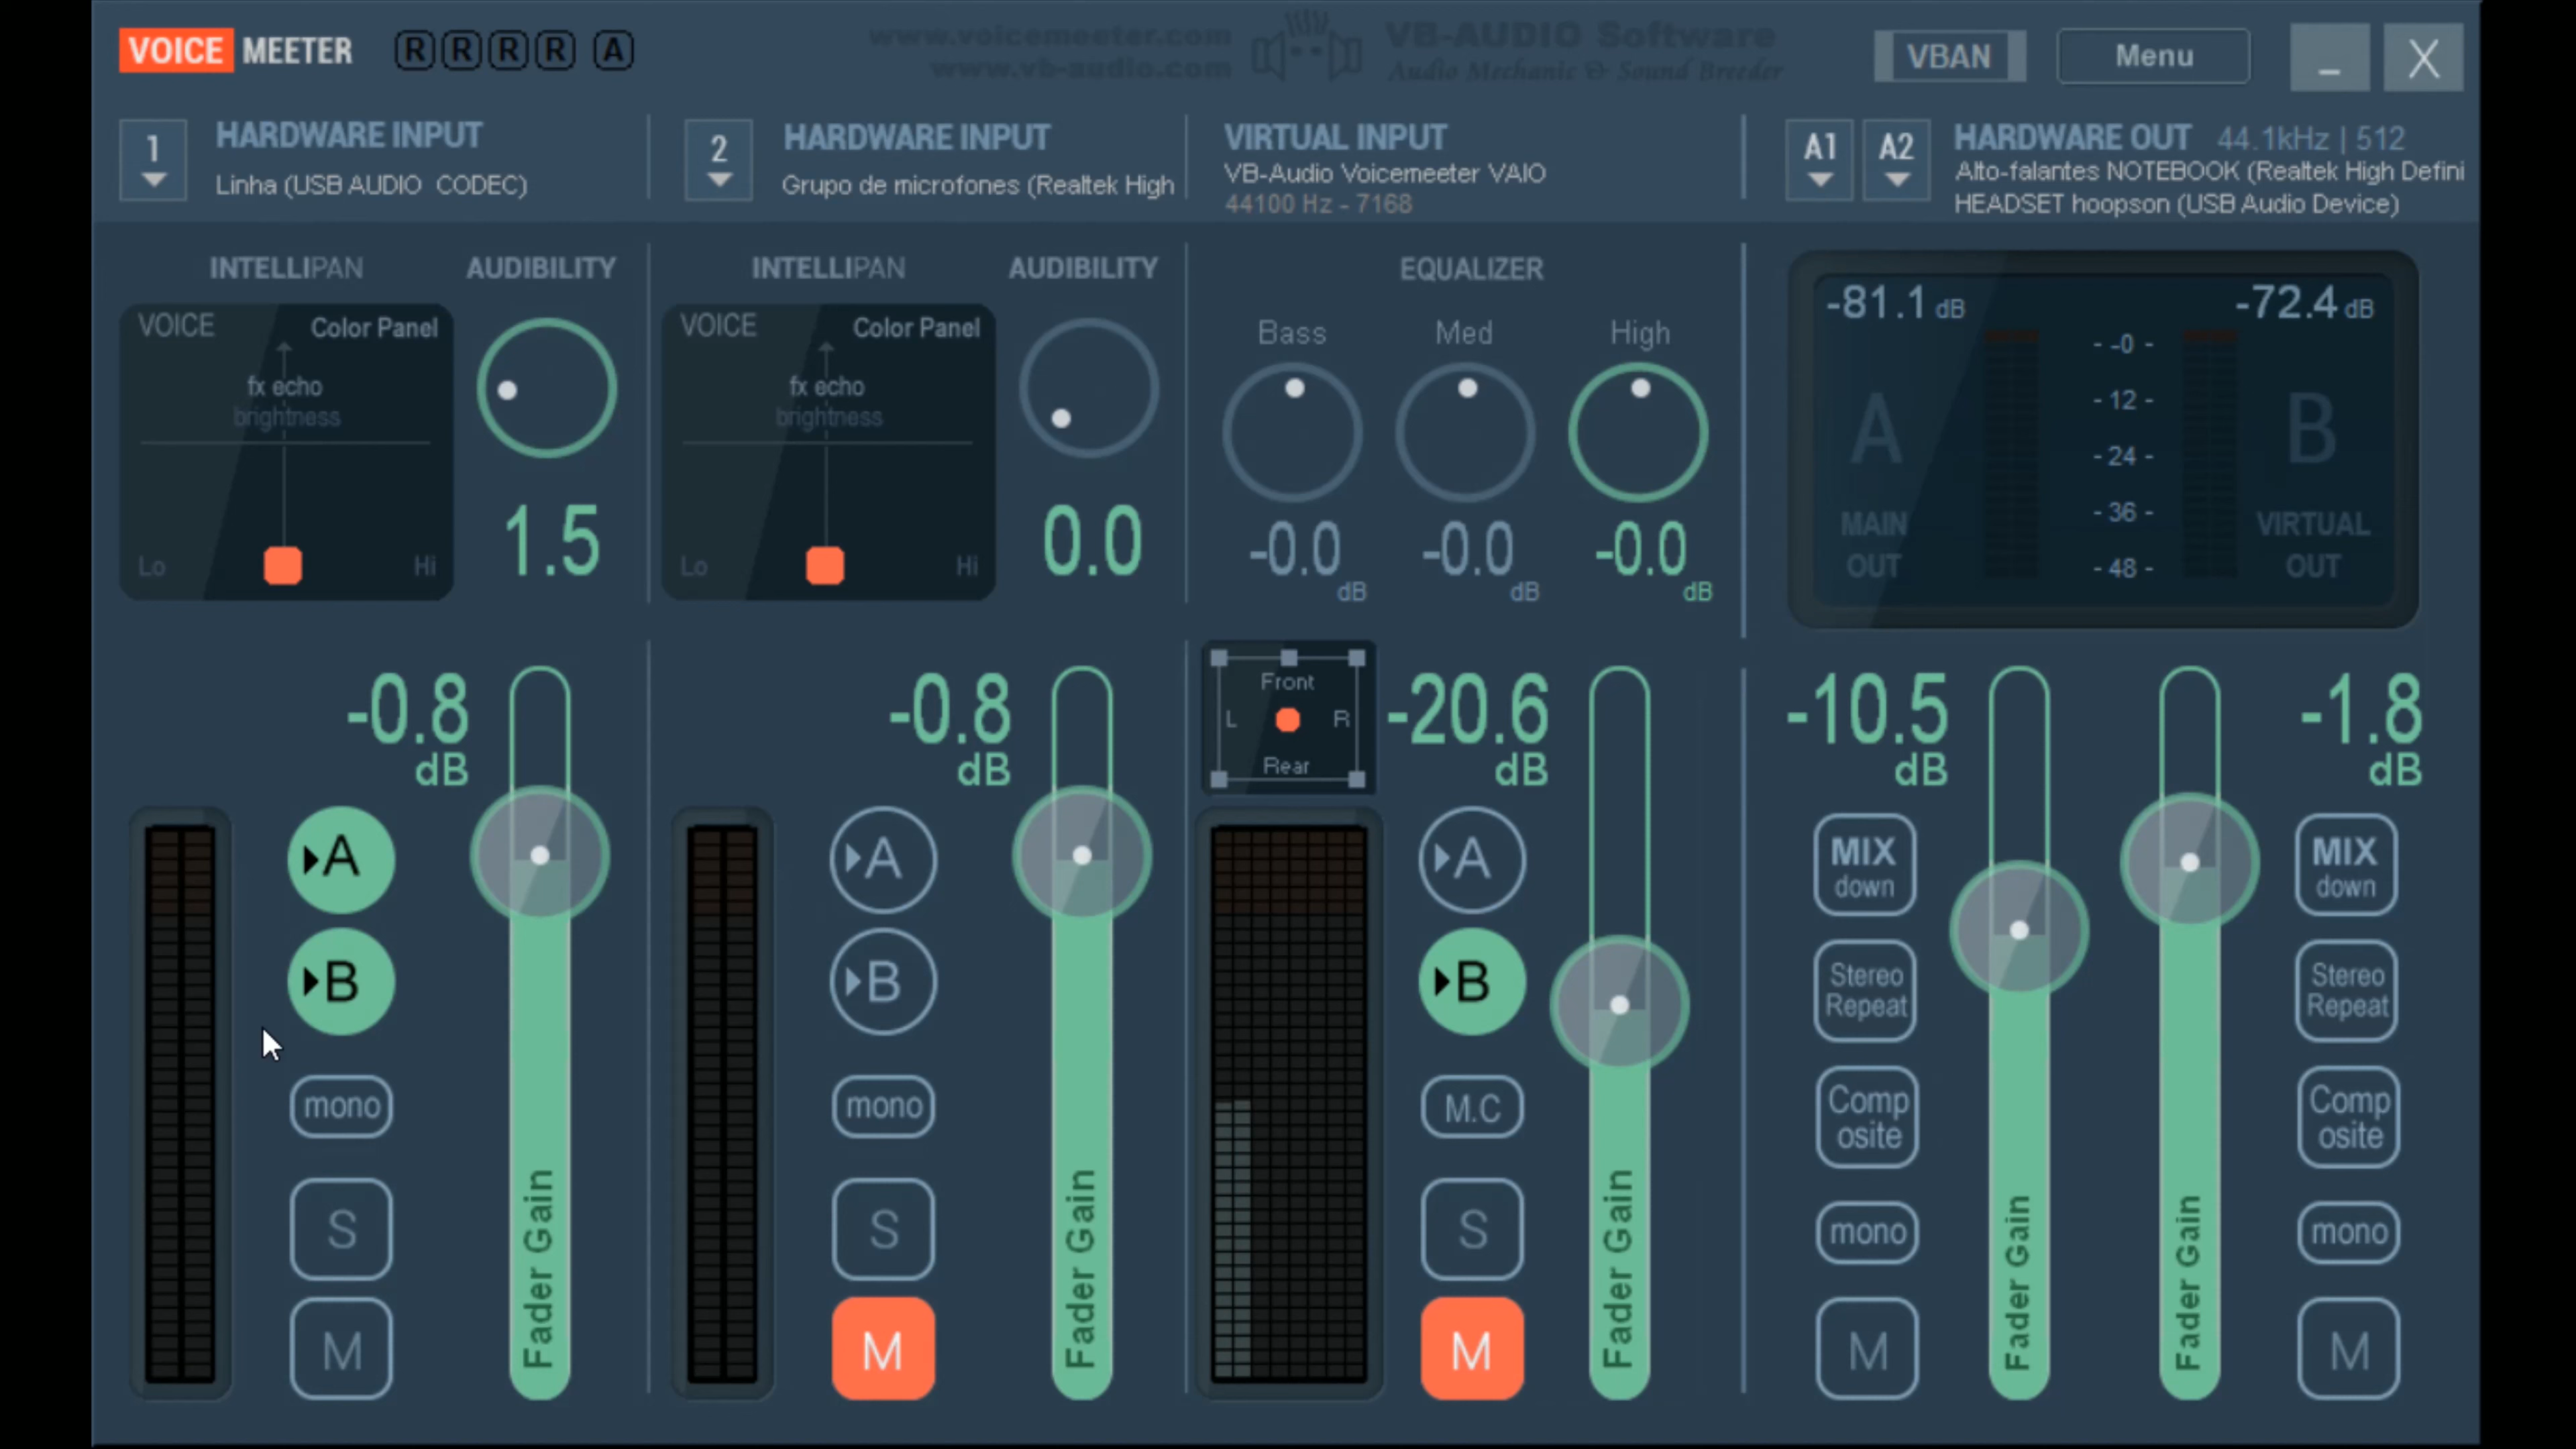 VOICE MEETER R R R R A
www.voicemeeter.com
www.vb-audio.com
VB-AUDIO Software
Audio Mechanic & Sound Breeder
VBAN
Menu
_
X
1
HARDWARE INPUT
Linha (USB AUDIO CODEC)
2
HARDWARE INPUT
Grupo de microfones (Realtek High
VIRTUAL INPUT
VB-Audio Voicemeeter VAIO
44100 Hz - 7168
A1
A2
HARDWARE OUT 44.1kHz | 512
Alto-falantes NOTEBOOK (Realtek High Defini
HEADSET hoopson (USB Audio Device)
INTELLIPAN
AUDIBILITY
VOICE
Color Panel
fx echo
brightness
Lo
Hi
1.5
INTELLIPAN
AUDIBILITY
VOICE
Color Panel
fx echo
brightness
Lo
Hi
0.0
EQUALIZER
Bass
Med
High
-0.0
dB
-0.0
dB
-0.0
dB
-81.1 dB
-72.4 dB
- -0 -
- -12 -
- -24 -
- -36 -
- -48 -
A
MAIN
OUT
B
VIRTUAL
OUT
-0.8
dB
A
B
mono
S
M
Fader Gain
-0.8
dB
A
B
mono
S
M
Fader Gain
Front
L
R
Rear
-20.6
dB
A
B
M.C
S
M
Fader Gain
-10.5
dB
MIX
down
Stereo
Repeat
Comp
osite
mono
M
Fader Gain
Fader Gain
-1.8
dB
MIX
down
Stereo
Repeat
Comp
osite
mono
M